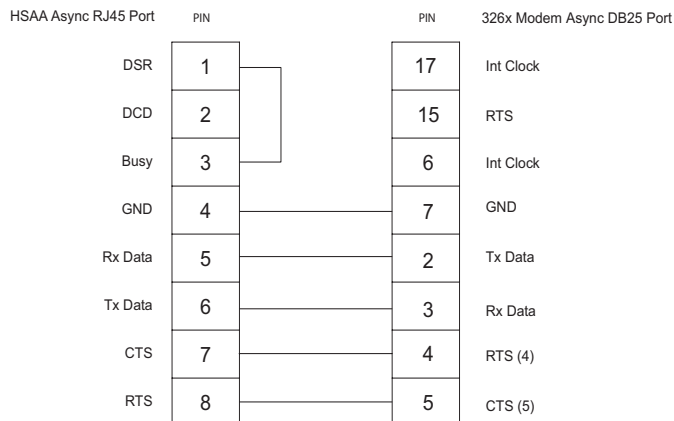 HSAA Async RJ45 Port PIN PIN 326x Modem Async DB25 Port
DSR 1 17 Int Clock
DCD 2 15 RTS
Busy 3 6 Int Clock
GND 4 7 GND
Rx Data 5 2 Tx Data
Tx Data 6 3 Rx Data
CTS 7 4 RTS (4)
RTS 8 5 CTS (5)